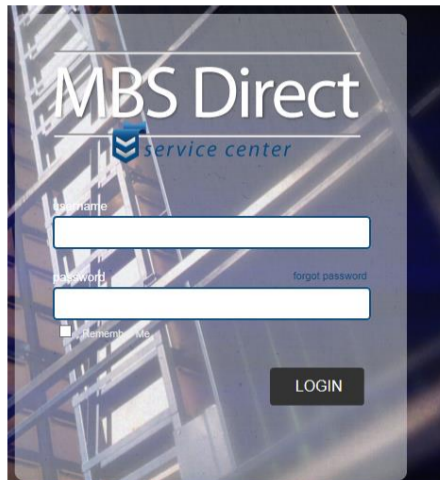 MBS Direct
service center
username
password forgot password
Remember Me
LOGIN